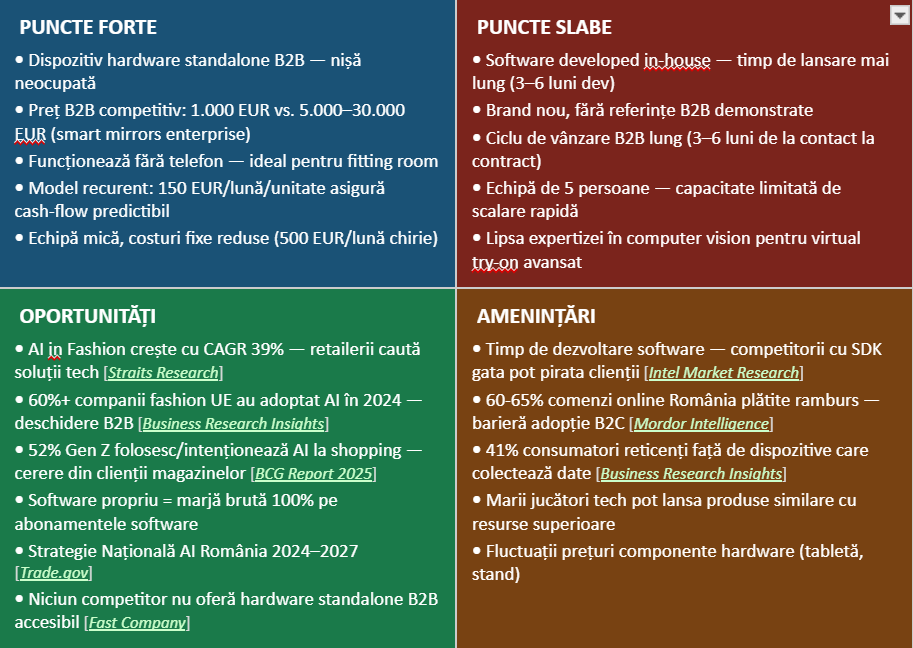 PUNCTE FORTE
• Dispozitiv hardware standalone B2B — nișă
neocupată
• Preț B2B competitiv: 1.000 EUR vs. 5.000–30.000
EUR (smart mirrors enterprise)
• Funcționează fără telefon — ideal pentru fitting room
• Model recurent: 150 EUR/lună/unitate asigură
cash-flow predictibil
• Echipă mică, costuri fixe reduse (500 EUR/lună chirie)
PUNCTE SLABE
• Software developed in-house — timp de lansare mai
lung (3–6 luni dev)
• Brand nou, fără referințe B2B demonstrate
• Ciclu de vânzare B2B lung (3–6 luni de la contact la
contract)
• Echipă de 5 persoane — capacitate limitată de
scalare rapidă
• Lipsa expertizei în computer vision pentru virtual
try-on avansat
OPORTUNITĂȚI
• AI in Fashion crește cu CAGR 39% — retailerii caută
soluții tech [Straits Research]
• 60%+ companii fashion UE au adoptat AI în 2024 —
deschidere B2B [Business Research Insights]
• 52% Gen Z folosesc/intenționează AI la shopping —
cerere din clienții magazinelor [BCG Report 2025]
• Software propriu = marjă brută 100% pe
abonamentele software
• Strategie Națională AI România 2024–2027
[Trade.gov]
• Niciun competitor nu oferă hardware standalone B2B
accesibil [Fast Company]
AMENINȚĂRI
• Timp de dezvoltare software — competitorii cu SDK
gata pot pirata clienții [Intel Market Research]
• 60-65% comenzi online România plătite ramburs —
barieră adopție B2C [Mordor Intelligence]
• 41% consumatori reticenți față de dispozitive care
colectează date [Business Research Insights]
• Marii jucători tech pot lansa produse similare cu
resurse superioare
• Fluctuații prețuri componente hardware (tabletă,
stand)